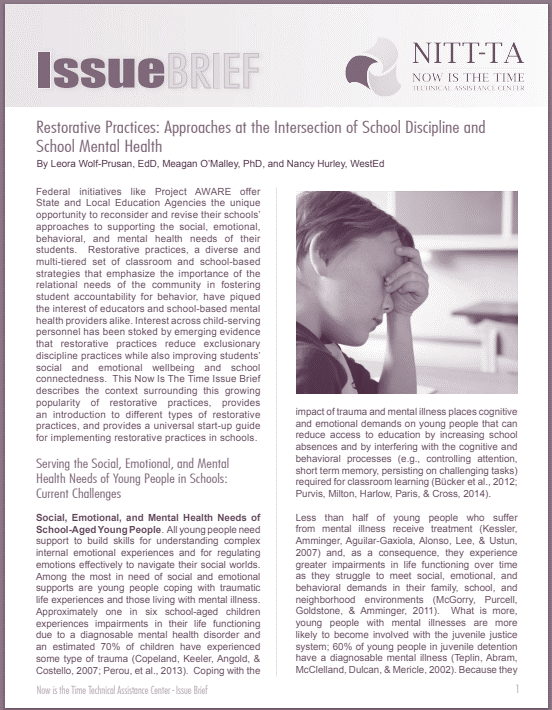 IssueBRIEF
NITT-TA
NOW IS THE TIME
TECHNICAL ASSISTANCE CENTER
Restorative Practices: Approaches at the Intersection of School Discipline and
School Mental Health
By Leora Wolf-Prusan, EdD, Meagan O'Malley, PhD, and Nancy Hurley, WestEd
Federal initiatives like Project AWARE offer
State and Local Education Agencies the unique
opportunity to reconsider and revise their schools'
approaches to supporting the social, emotional,
behavioral, and mental health needs of their
students. Restorative practices, a diverse and
multi-tiered set of classroom and school-based
strategies that emphasize the importance of the
relational needs of the community in fostering
student accountability for behavior, have piqued
the interest of educators and school-based mental
health providers alike. Interest across child-serving
personnel has been stoked by emerging evidence
that restorative practices reduce exclusionary
discipline practices while also improving students'
social and emotional wellbeing and school
connectedness. This Now Is The Time Issue Brief
describes the context surrounding this growing
popularity of restorative practices, provides
an introduction to different types of restorative
practices, and provides a universal start-up guide
for implementing restorative practices in schools.
Serving the Social, Emotional, and Mental
Health Needs of Young People in Schools:
Current Challenges
Social, Emotional, and Mental Health Needs of
School-Aged Young People. All young people need
support to build skills for understanding complex
internal emotional experiences and for regulating
emotions effectively to navigate their social worlds.
Among the most in need of social and emotional
supports are young people coping with traumatic
life experiences and those living with mental illness.
Approximately one in six school-aged children
experiences impairments in their life functioning
due to a diagnosable mental health disorder and
an estimated 70% of children have experienced
some type of trauma (Copeland, Keeler, Angold, &
Costello, 2007; Perou, et al., 2013). Coping with the
impact of trauma and mental illness places cognitive
and emotional demands on young people that can
reduce access to education by increasing school
absences and by interfering with the cognitive and
behavioral processes (e.g., controlling attention,
short term memory, persisting on challenging tasks)
required for classroom learning (Bücker et al., 2012;
Purvis, Milton, Harlow, Paris, & Cross, 2014).
Less than half of young people who suffer
from mental illness receive treatment (Kessler,
Amminger, Aguilar-Gaxiola, Alonso, Lee, & Ustun,
2007) and, as a consequence, they experience
greater impairments in life functioning over time
as they struggle to meet social, emotional, and
behavioral demands in their family, school, and
neighborhood environments (McGorry, Purcell,
Goldstone, & Amminger, 2011). What is more,
young people with mental illnesses are more
likely to become involved with the juvenile justice
system; 60% of young people in juvenile detention
have a diagnosable mental illness (Teplin, Abram,
McClelland, Dulcan, & Mericle, 2002). Because they
Now is the Time Technical Assistance Center - Issue Brief
1